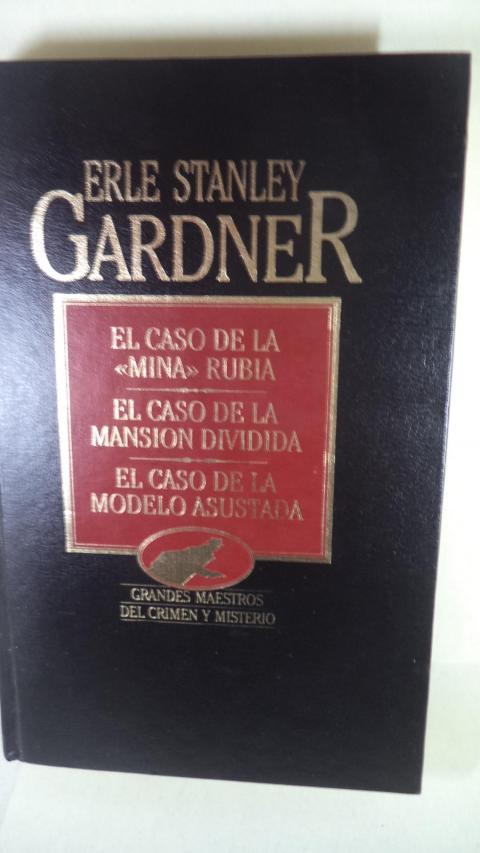 ERLE STANLEY
GARDNER
EL CASO DE LA
«MINA» RUBIA
EL CASO DE LA
MANSION DIVIDIDA
EL CASO DE LA
MODELO ASUSTADA
GRANDES MAESTROS
DEL CRIMEN Y MISTERIO